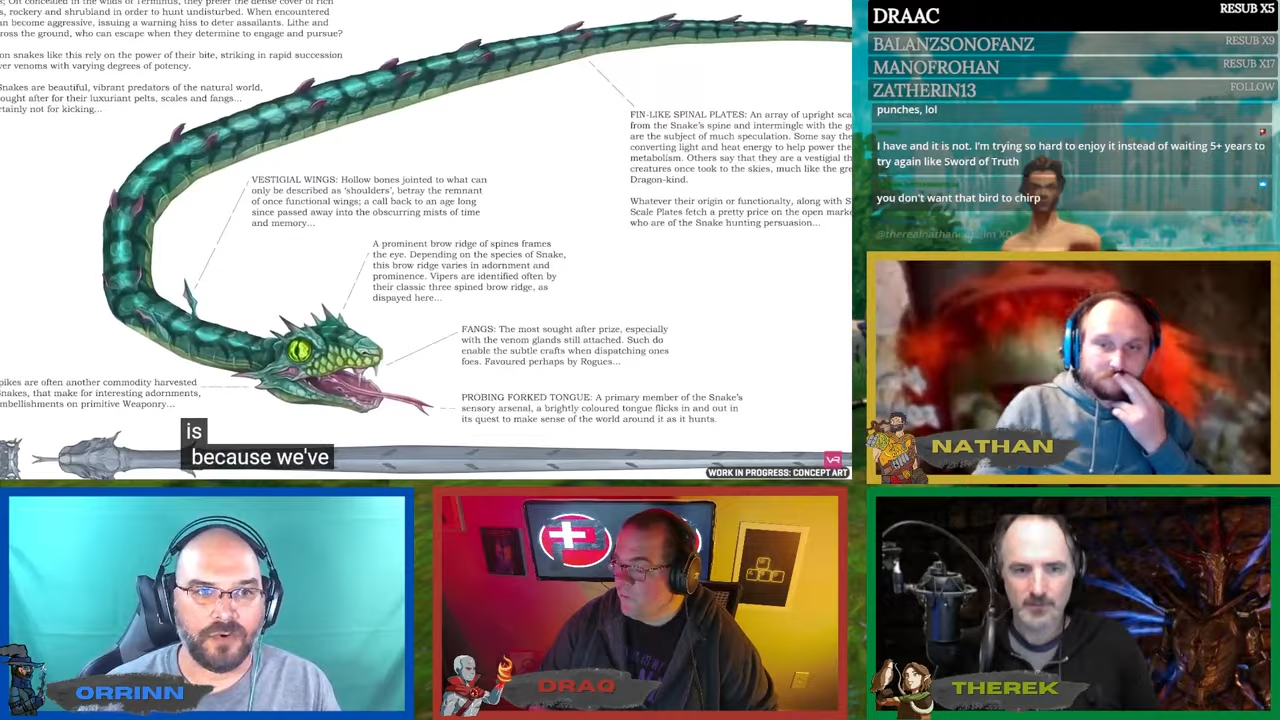 s; Oft concealed in the wilds of Terminus, they prefer the dense cover of rich
s, rockery and shrubland in order to hunt undisturbed. When encountered
an become aggressive, issuing a warning hiss to deter assailants. Lithe and
ross the ground, who can escape when they determine to engage and pursue?
on snakes like this rely on the power of their bite, striking in rapid succession
ver venoms with varying degrees of potency.
Snakes are beautiful, vibrant predators of the natural world,
ought after for their luxuriant pelts, scales and fangs...
rtainly not for kicking...
FIN-LIKE SPINAL PLATES: An array of upright sca
from the Snake's spine and intermingle with the g
are the subject of much speculation. Some say the
converting light and heat energy to help power the
metabolism. Others say that they are a vestigial th
creatures once took to the skies, much like the gre
Dragon-kind.
Whatever their origin or functionalty, along with S
Scale Plates fetch a pretty price on the open marke
who are of the Snake hunting persuasion...
VESTIGIAL WINGS: Hollow bones jointed to what can
only be described as 'shoulders', betray the remnant
of once functional wings; a call back to an age long
since passed away into the obscurring mists of time
and memory...
A prominent brow ridge of spines frames
the eye. Depending on the species of Snake,
this brow ridge varies in adornment and
prominence. Vipers are identified often by
their classic three spined brow ridge, as
dispayed here...
FANGS: The most sought after prize, especially
with the venom glands still attached. Such do
enable the subtle crafts when dispatching ones
foes. Favoured perhaps by Rogues...
pikes are often another commodity harvested
Snakes, that make for interesting adornments,
mbellishments on primitive Weaponry...
PROBING FORKED TONGUE: A primary member of the Snake's
sensory arsenal, a brightly coloured tongue flicks in and out in
its quest to make sense of the world around it as it hunts.
is
because we've
WORK IN PROGRESS: CONCEPT ART
DRAAC RESUB X5
BALANZSONOFANZ RESUB X9
MANOFROHAN RESUB X17
ZATHERIN13 FOLLOW
punches, lol
I have and it is not. I'm trying so hard to enjoy it instead of waiting 5+ years to
try again like Sword of Truth
you don't want that bird to chirp
NATHAN
ORRINN
DRAQ
THEREK